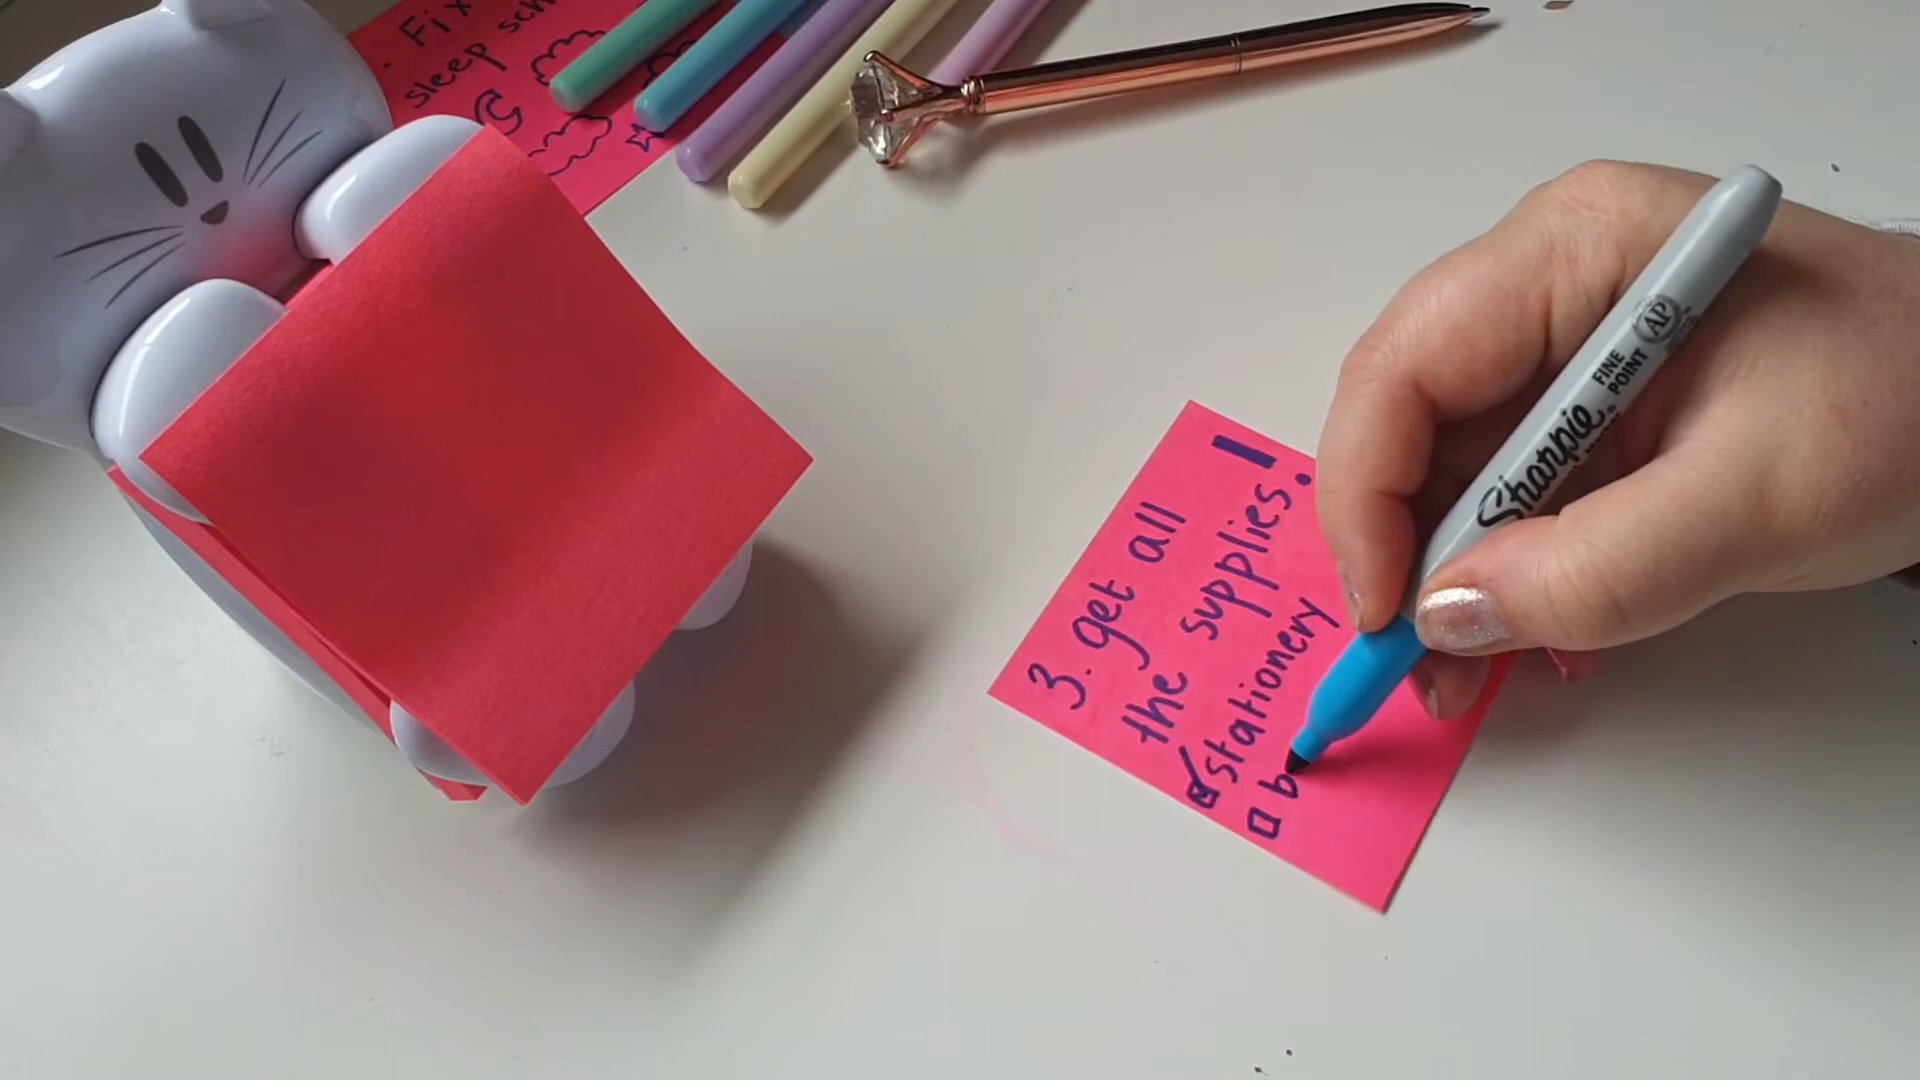 Fix
sleep sch
3. get all
the supplies!
stationery
b
Sharpie
FINE
POINT
AP